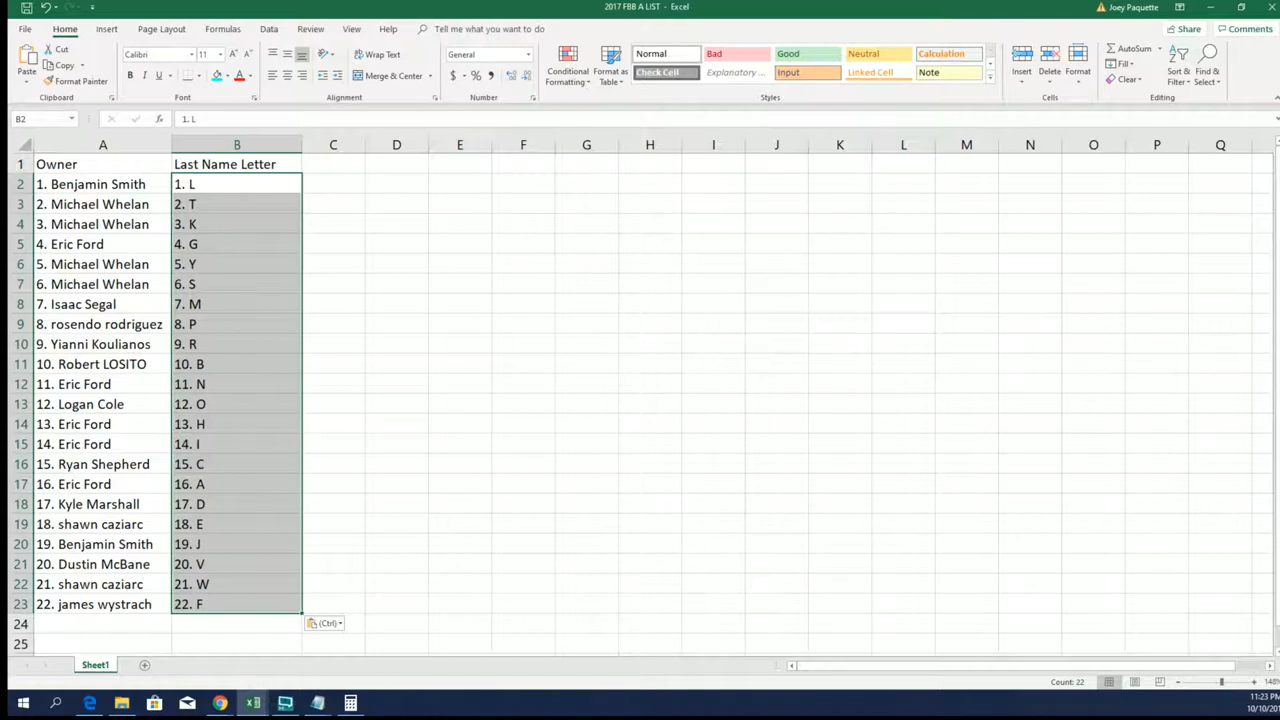 2017 FBB A LIST - Excel
Joey Paquette
File Home Insert Draw Page Layout Formulas Data Review View Help Tell me what you want to do
Share Comments
Paste
Cut
Copy
Format Painter
Clipboard
Calibri 11
B I U
Font
Wrap Text
Merge & Center
Alignment
General
$ % ,
Number
Conditional Formatting
Format as Table
Normal Bad Good Neutral Calculation
Check Cell Explanatory ... Input Linked Cell Note
Styles
Insert Delete Format
Cells
AutoSum
Fill
Clear
Sort & Filter
Find & Select
Editing
B2 fx 1. L
A B C D E F G H I J K L M N O P Q
1 Owner Last Name Letter
2 1. Benjamin Smith 1. L
3 2. Michael Whelan 2. T
4 3. Michael Whelan 3. K
5 4. Eric Ford 4. G
6 5. Michael Whelan 5. Y
7 6. Michael Whelan 6. S
8 7. Isaac Segal 7. M
9 8. rosendo rodriguez 8. P
10 9. Yianni Koulianos 9. R
11 10. Robert LOSITO 10. B
12 11. Eric Ford 11. N
13 12. Logan Cole 12. O
14 13. Eric Ford 13. H
15 14. Eric Ford 14. I
16 15. Ryan Shepherd 15. C
17 16. Eric Ford 16. A
18 17. Kyle Marshall 17. D
19 18. shawn caziarc 18. E
20 19. Benjamin Smith 19. J
21 20. Dustin McBane 20. V
22 21. shawn caziarc 21. W
23 22. james wystrach 22. F
24 (Ctrl)
25
Sheet1
Count: 22 148%
11:23 PM